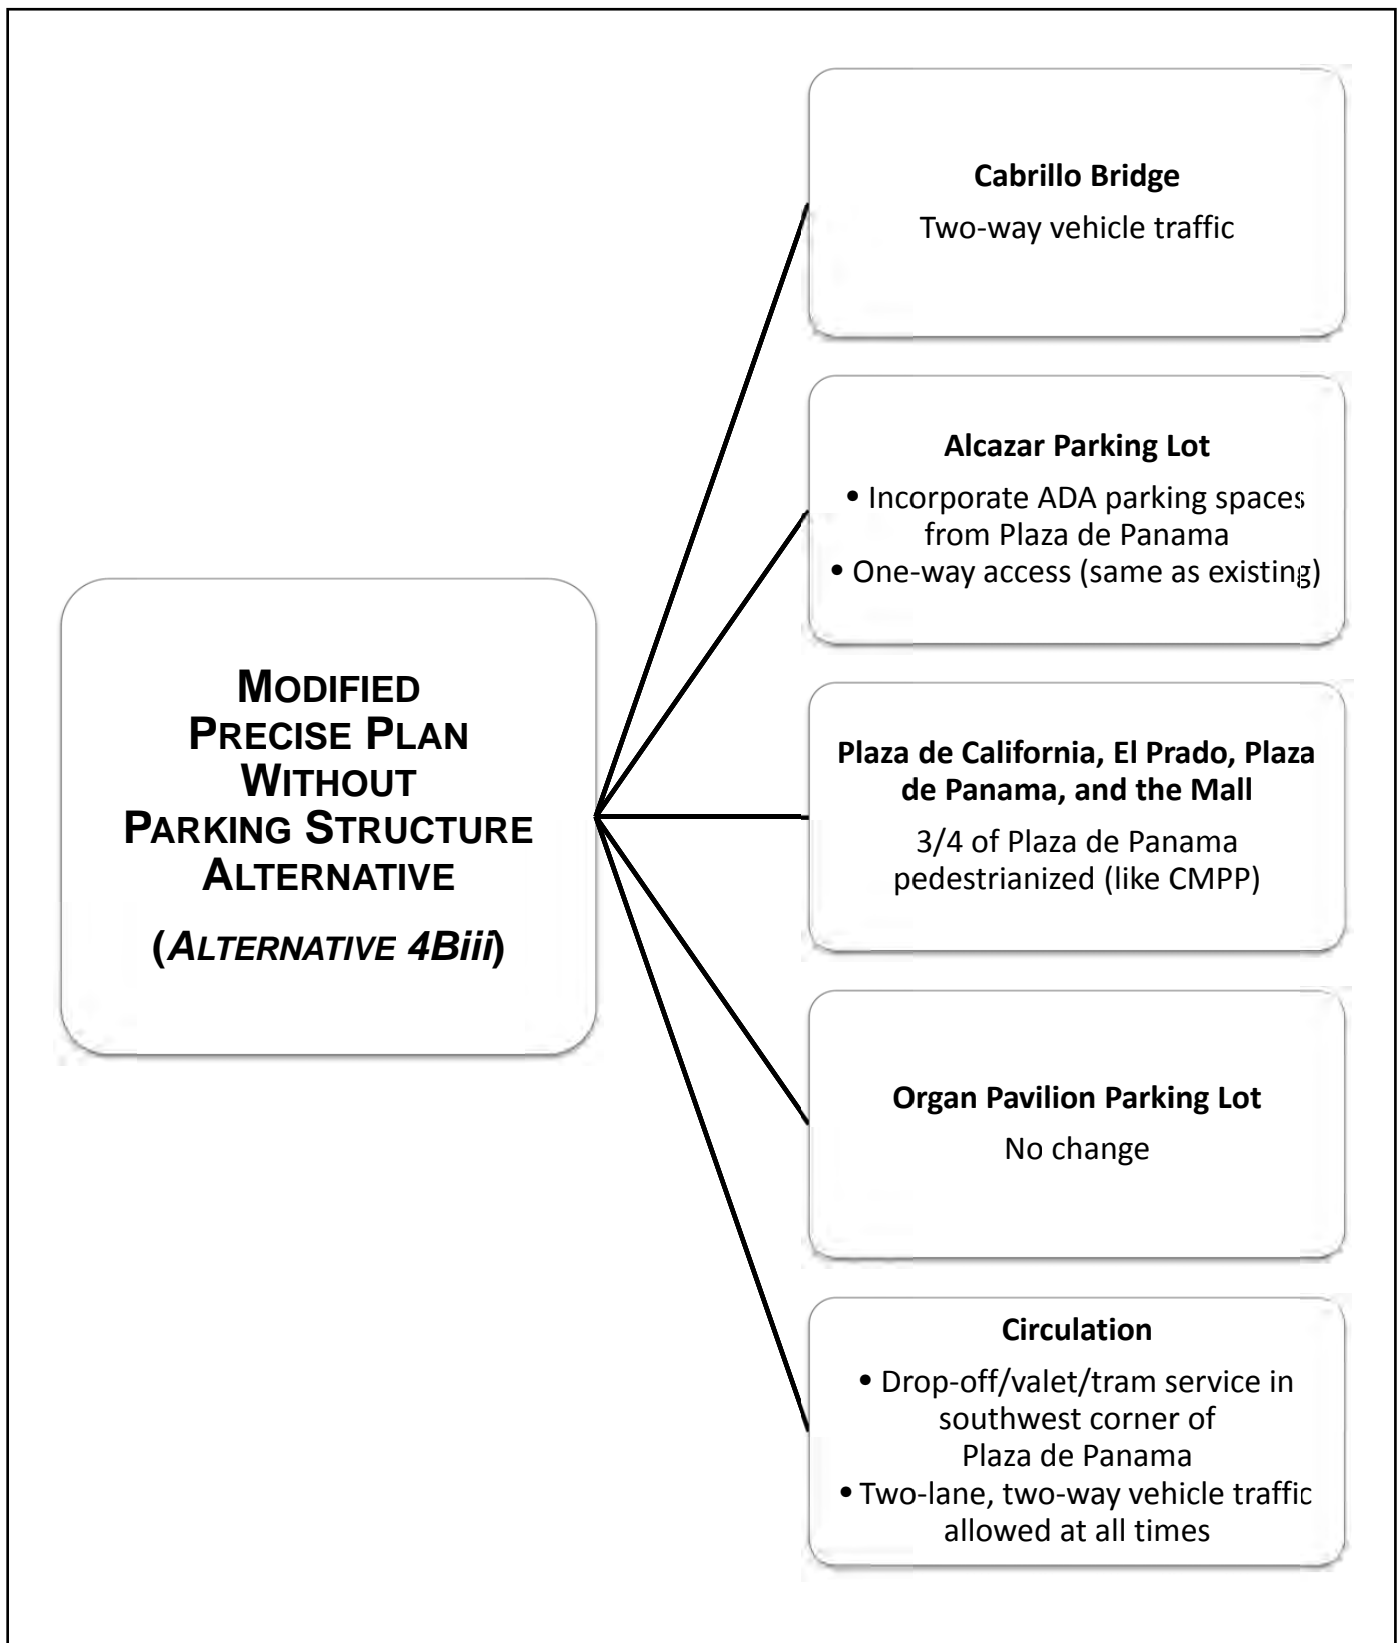 MODIFIED
PRECISE PLAN
WITHOUT
PARKING STRUCTURE
ALTERNATIVE
(ALTERNATIVE 4Biii)
Cabrillo Bridge
Two-way vehicle traffic
Alcazar Parking Lot
• Incorporate ADA parking spaces
from Plaza de Panama
• One-way access (same as existing)
Plaza de California, El Prado, Plaza
de Panama, and the Mall
3/4 of Plaza de Panama
pedestrianized (like CMPP)
Organ Pavilion Parking Lot
No change
Circulation
• Drop-off/valet/tram service in
southwest corner of
Plaza de Panama
• Two-lane, two-way vehicle traffic
allowed at all times